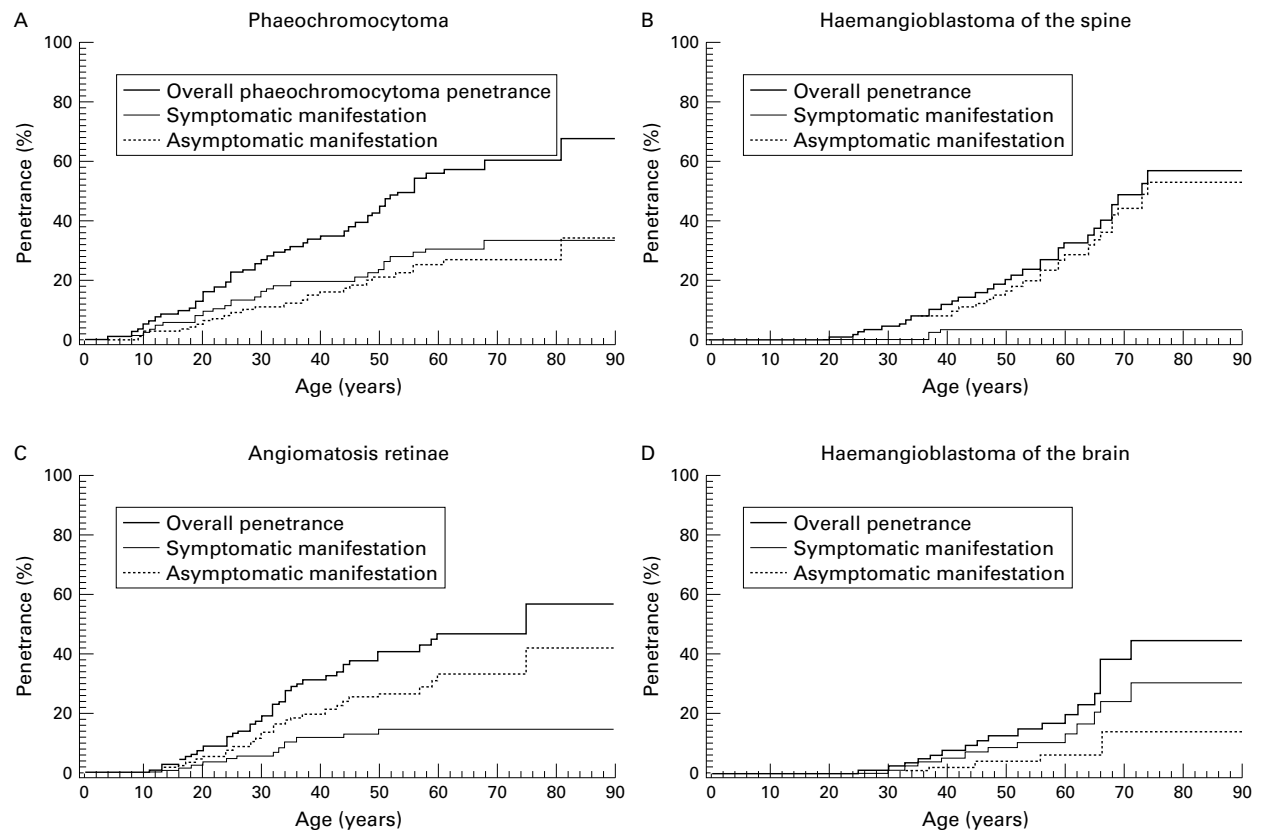 A
Phaeochromocytoma
100
80
60
40
20
0
Penetrance (%)
Overall phaeochromocytoma penetrance
Symptomatic manifestation
Asymptomatic manifestation
0 10 20 30 40 50 60 70 80 90
Age (years)
B
Haemangioblastoma of the spine
100
80
60
40
20
0
Penetrance (%)
Overall penetrance
Symptomatic manifestation
Asymptomatic manifestation
0 10 20 30 40 50 60 70 80 90
Age (years)
C
Angiomatosis retinae
100
80
60
40
20
0
Penetrance (%)
Overall penetrance
Symptomatic manifestation
Asymptomatic manifestation
0 10 20 30 40 50 60 70 80 90
Age (years)
D
Haemangioblastoma of the brain
100
80
60
40
20
0
Penetrance (%)
Overall penetrance
Symptomatic manifestation
Asymptomatic manifestation
0 10 20 30 40 50 60 70 80 90
Age (years)